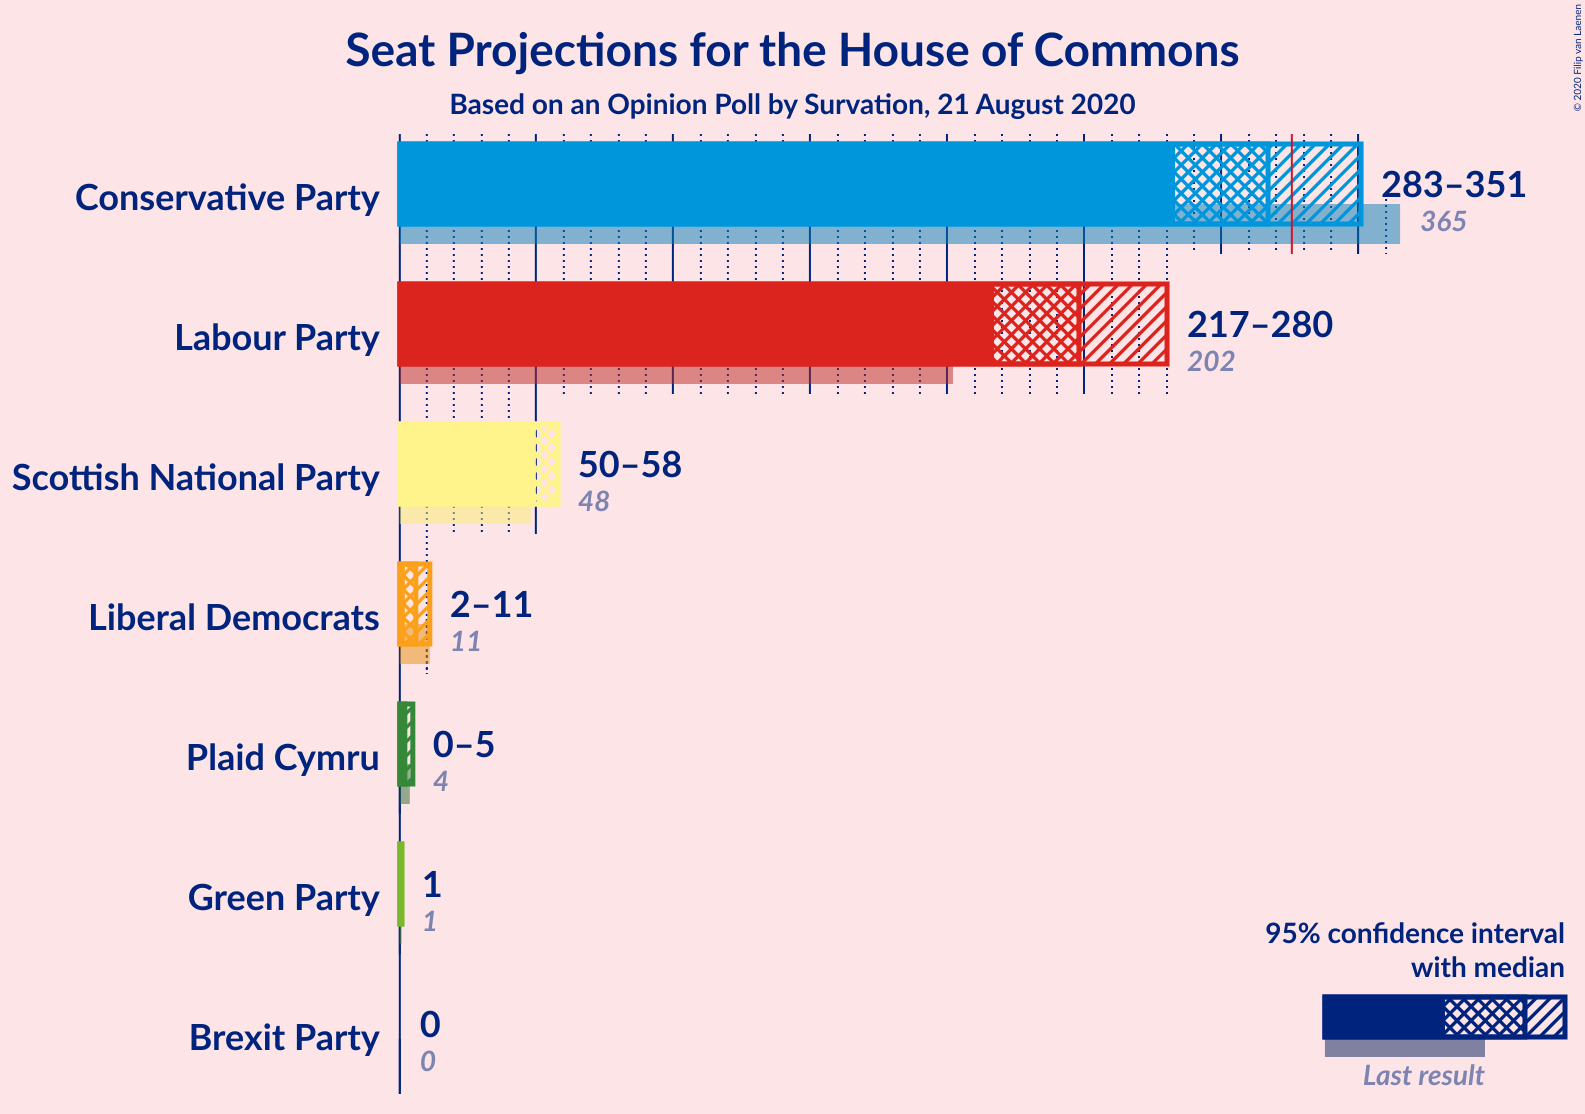 Seat Projections for the House of Commons
Based on an Opinion Poll by Survation, 21 August 2020
© 2020 Filip van Laenen
Conservative Party
283–351
365
Labour Party
217–280
202
Scottish National Party
50–58
48
Liberal Democrats
2–11
11
Plaid Cymru
0–5
4
Green Party
1
1
Brexit Party
0
0
95% confidence interval
with median
Last result